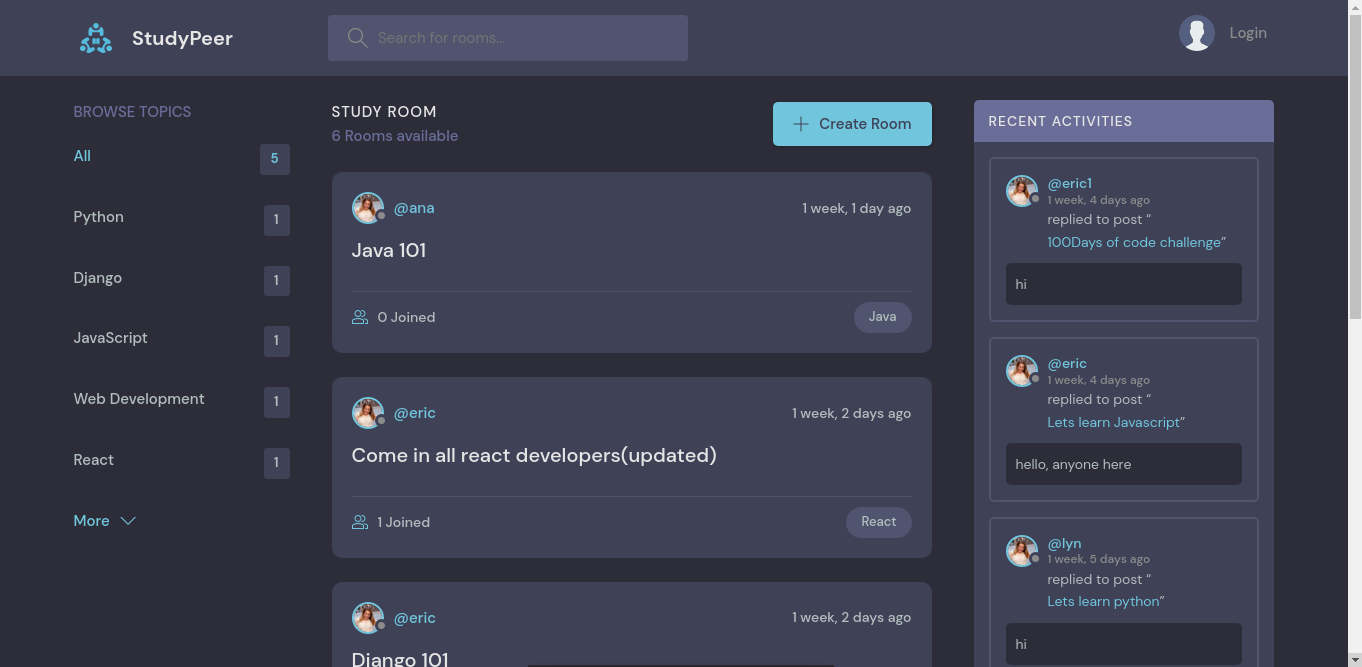 StudyPeer
Search for rooms...
Login
BROWSE TOPICS
All
5
Python
1
Django
1
JavaScript
1
Web Development
1
React
1
More
STUDY ROOM
6 Rooms available
Create Room
@ana
1 week, 1 day ago
Java 101
0 Joined
Java
@eric
1 week, 2 days ago
Come in all react developers(updated)
1 Joined
React
@eric
1 week, 2 days ago
Django 101
RECENT ACTIVITIES
@eric1
1 week, 4 days ago
replied to post “
100Days of code challenge”
hi
@eric
1 week, 4 days ago
replied to post “
Lets learn Javascript”
hello, anyone here
@lyn
1 week, 5 days ago
replied to post “
Lets learn python”
hi